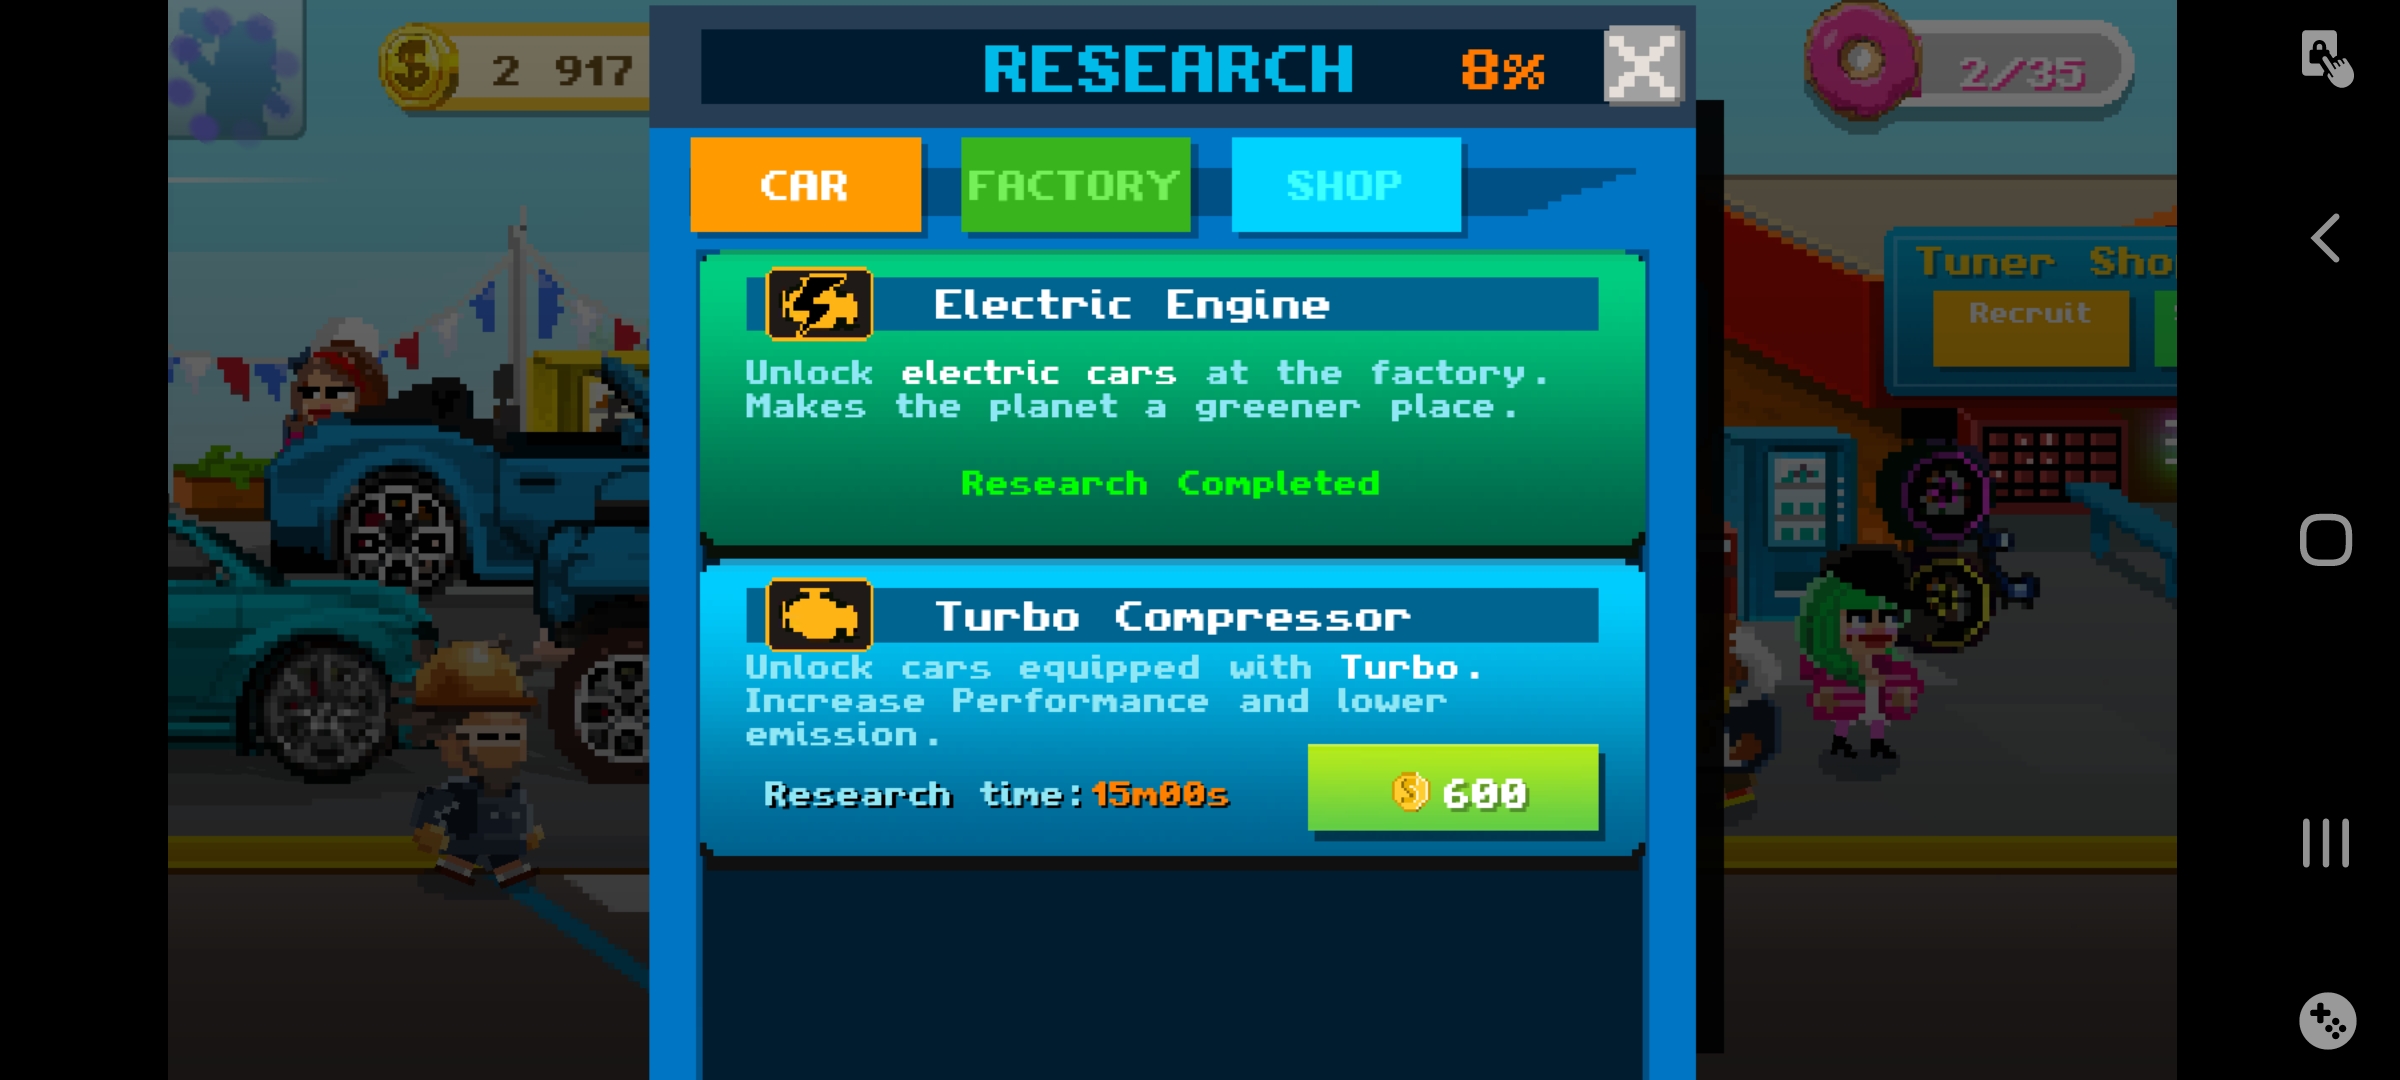 2 917
RESEARCH 8%
2/35
CAR FACTORY SHOP
Tuner Sho
Recruit
Electric Engine
Unlock electric cars at the factory.
Makes the planet a greener place.
Research Completed
Turbo Compressor
Unlock cars equipped with Turbo.
Increase Performance and lower
emission.
Research time:15m00s
600